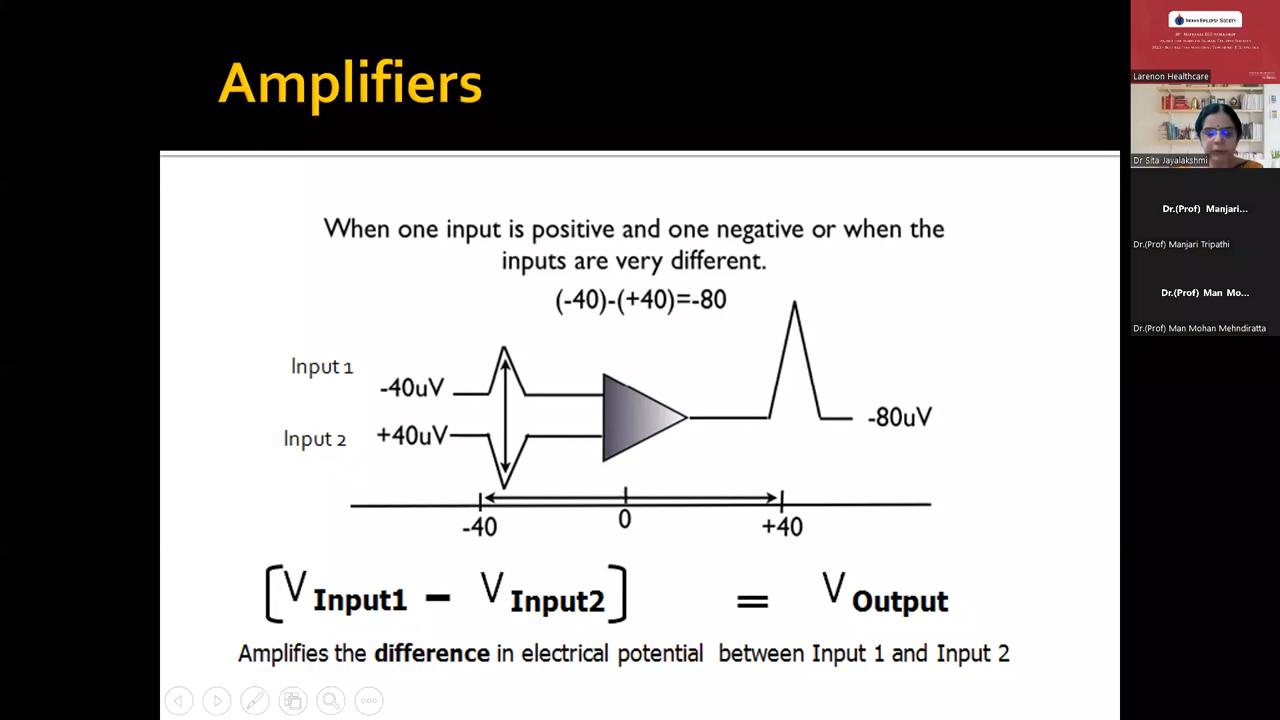 Amplifiers
When one input is positive and one negative or when the
inputs are very different.
(-40)-(+40)=-80
Input 1
-40uV
Input 2
+40uV
-80uV
-40
0
+40
[V Input1 – V Input2] = V Output
Amplifies the difference in electrical potential between Input 1 and Input 2
INDIAN EPILEPSY SOCIETY
Larenon Healthcare
Dr Sita Jayalakshmi
Dr.(Prof) Manjari...
Dr.(Prof) Manjari Tripathi
Dr.(Prof) Man Mo...
Dr.(Prof) Man Mohan Mehndiratta